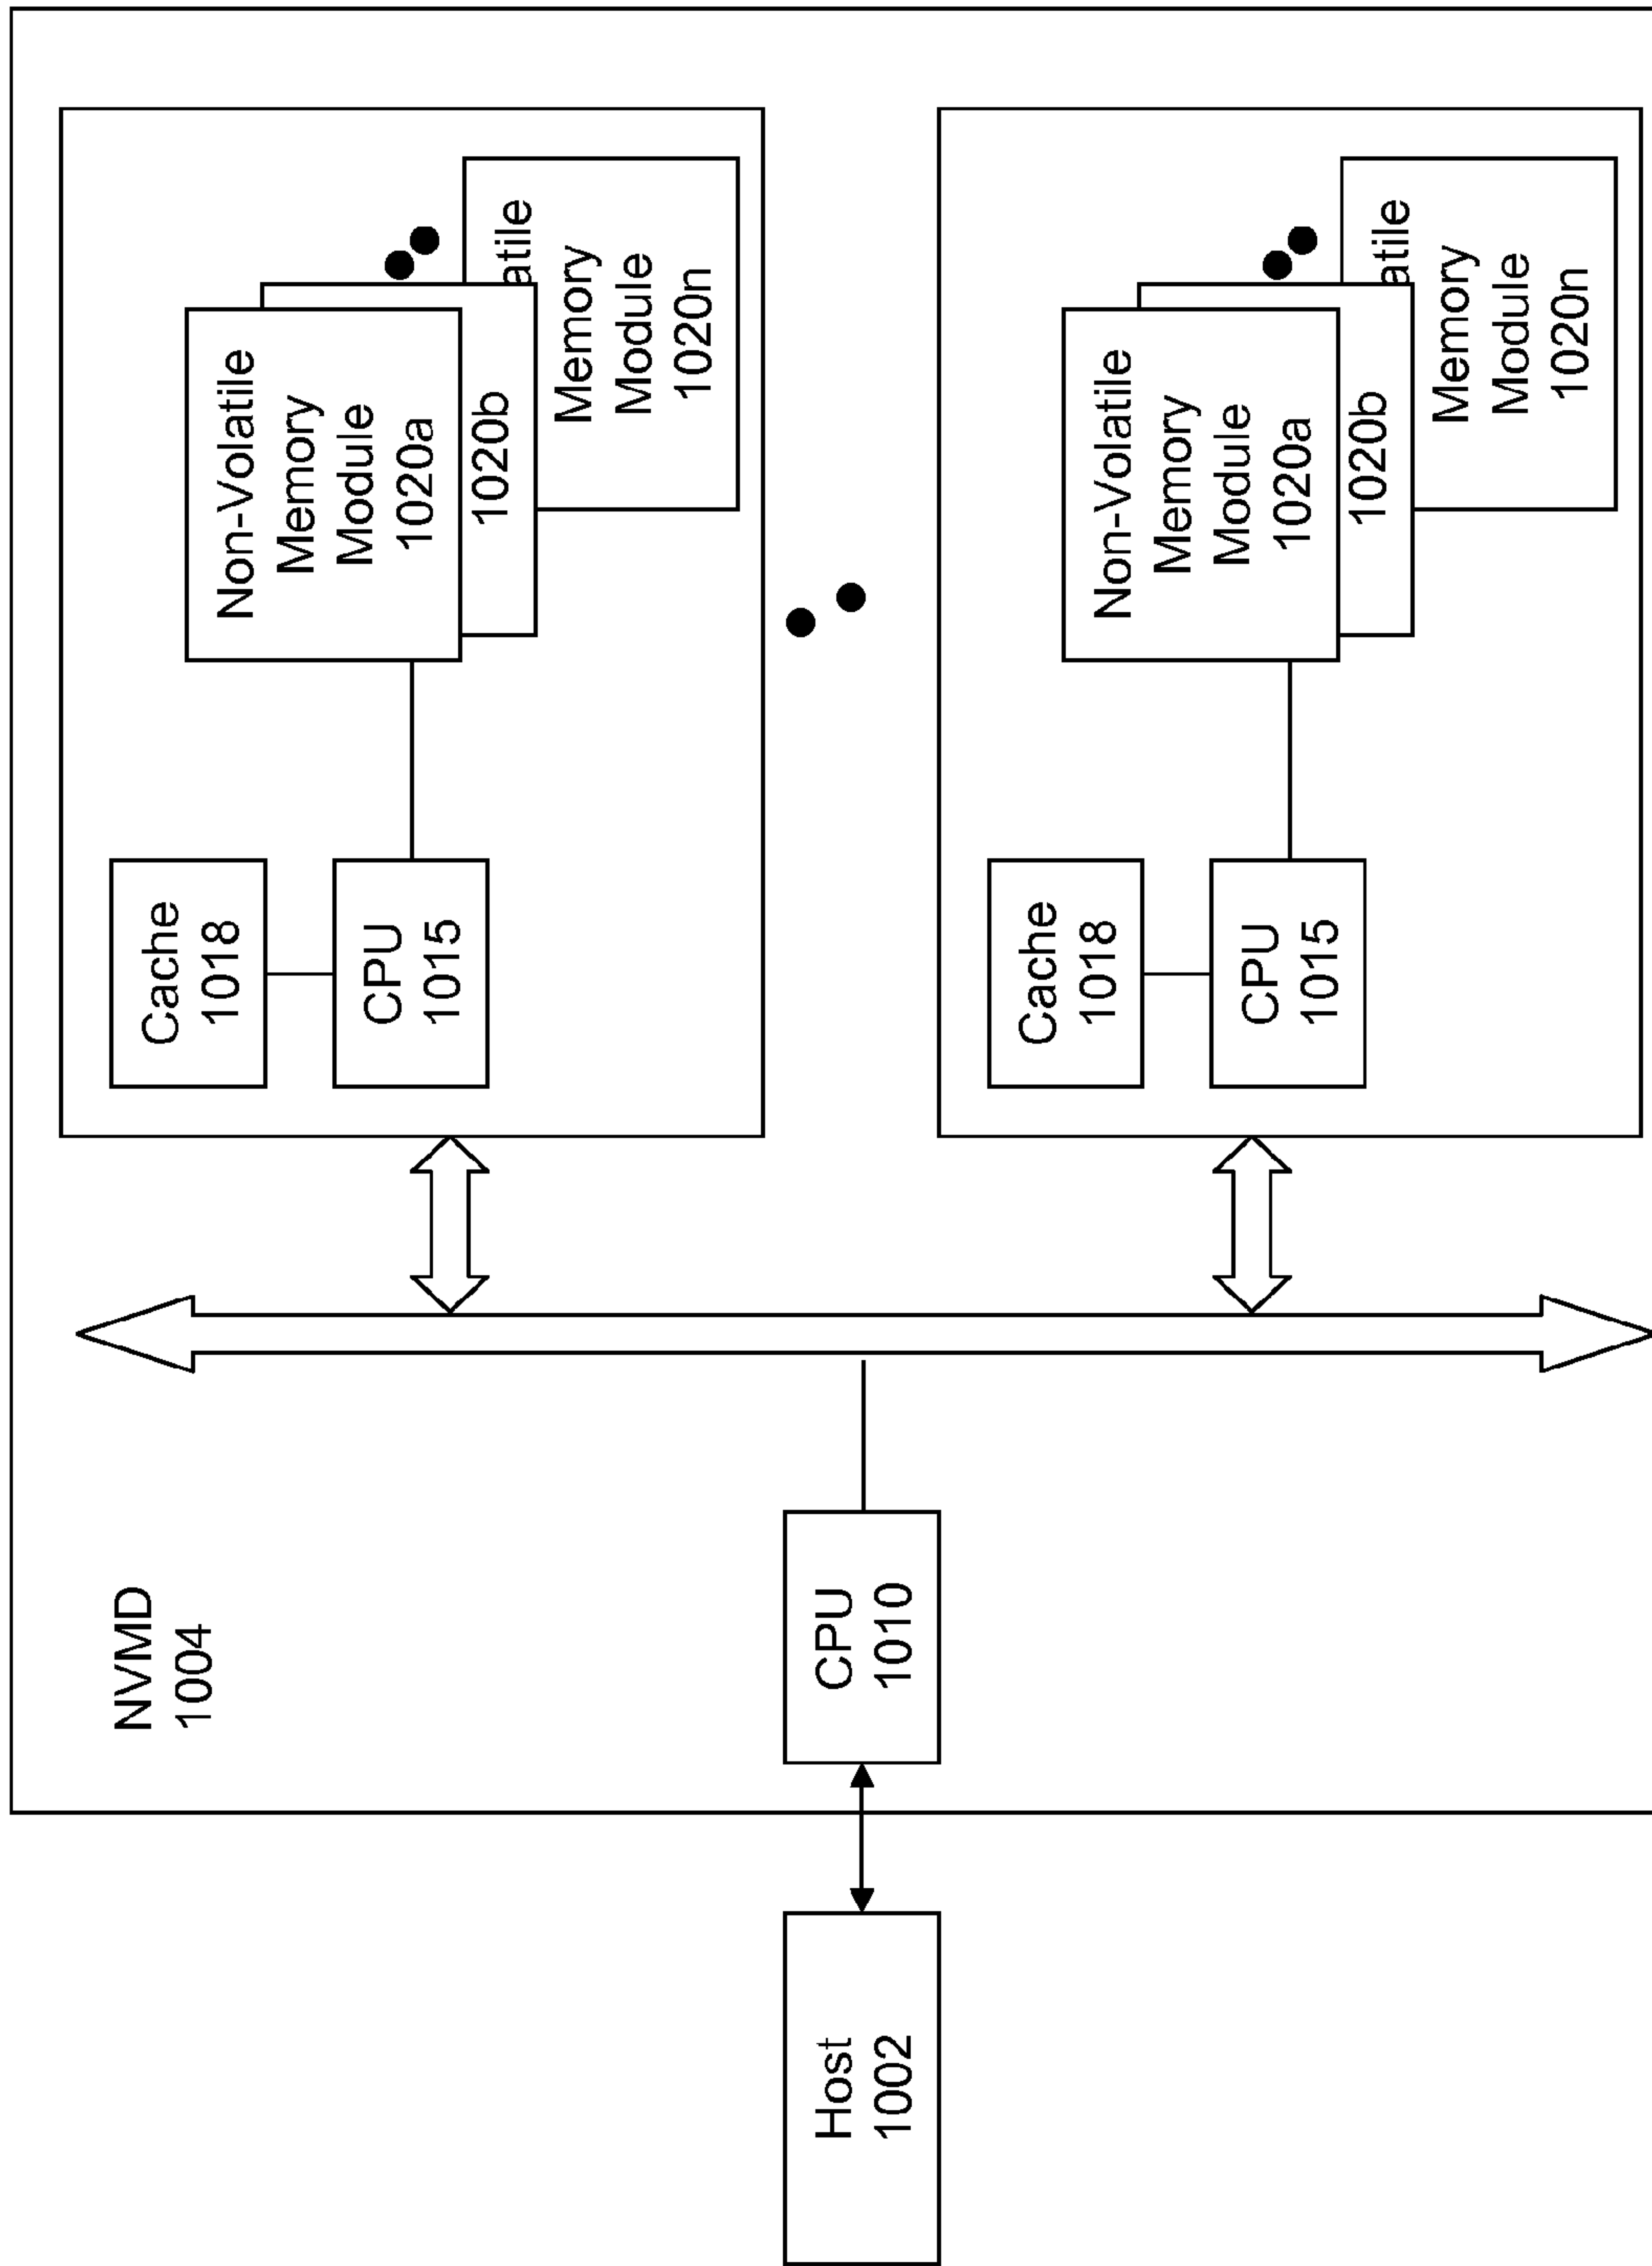 NVMD
1004
Cache
1018
CPU
1015
Non-Volatile
Memory
Module
1020a
1020b
atile
Memory
Module
1020n
Host
1002
CPU
1010
Cache
1018
CPU
1015
Non-Volatile
Memory
Module
1020a
1020b
atile
Memory
Module
1020n